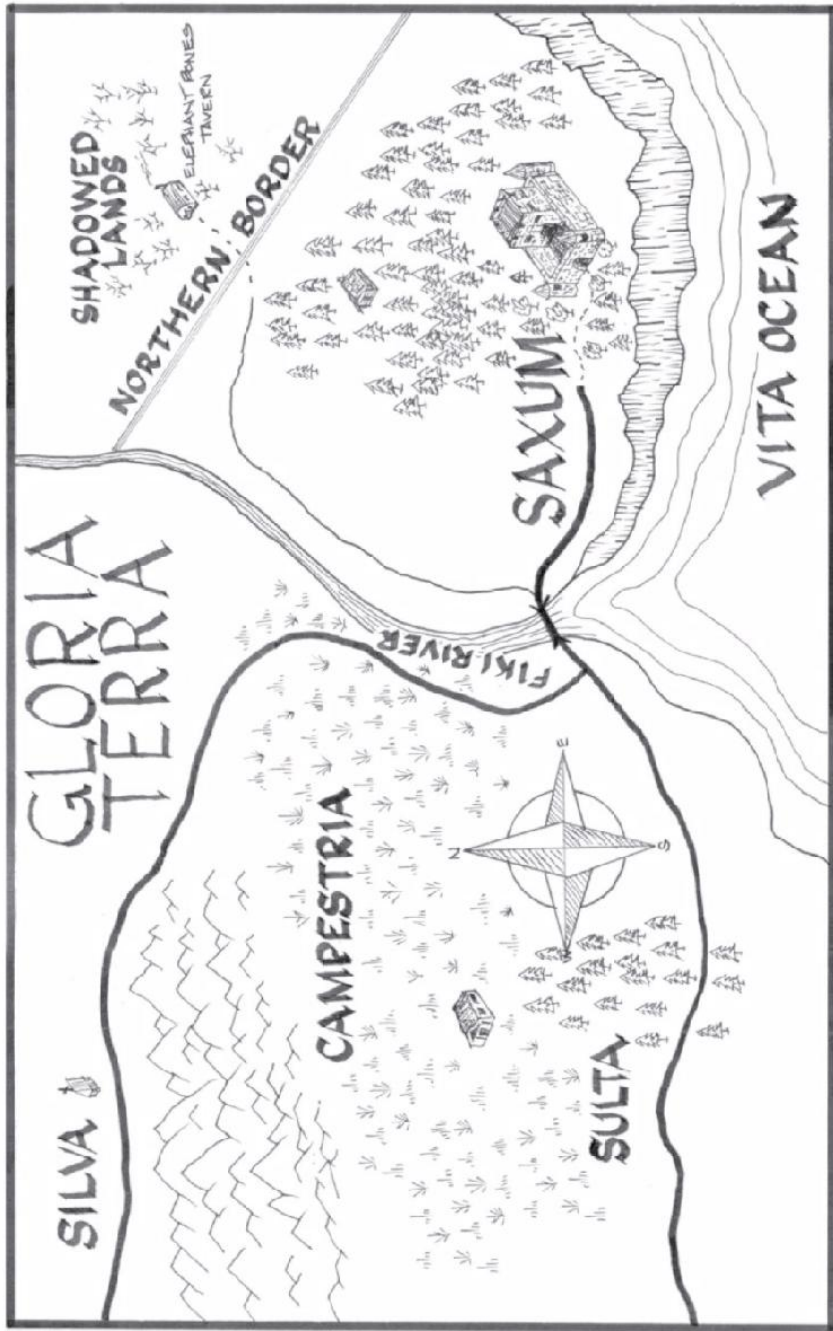 SILVA
GLORIA
TERRA
SHADOWED
LANDS
ELEPHANT BONES
TAVERN
NORTHERN BORDER
CAMPESTRIA
FIKI RIVER
N
W
E
S
SAXUM
SULTA
VITA OCEAN